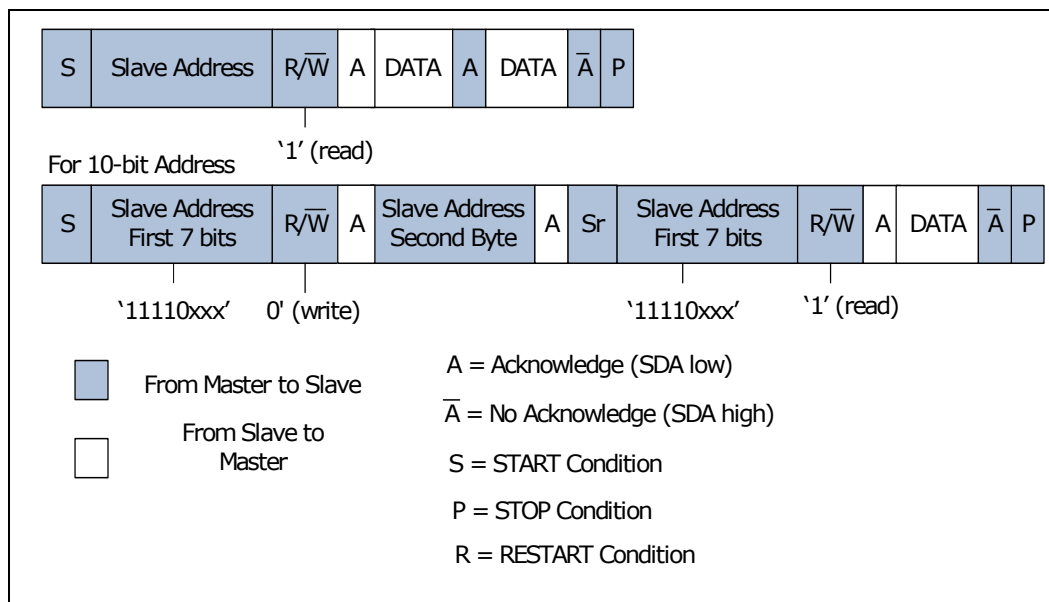 S Slave Address R/W̅ A DATA A DATA A̅ P
‘1’ (read)
For 10-bit Address
S Slave Address First 7 bits R/W̅ A Slave Address Second Byte A Sr Slave Address First 7 bits R/W̅ A DATA A̅ P
‘11110xxx’ 0' (write) ‘11110xxx’ ‘1’ (read)
From Master to Slave
From Slave to
Master
A = Acknowledge (SDA low)
A̅ = No Acknowledge (SDA high)
S = START Condition
P = STOP Condition
R = RESTART Condition